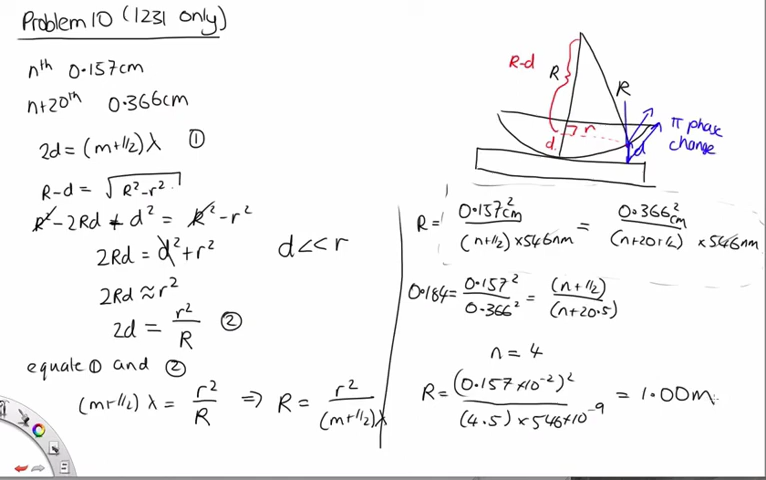 Problem 10 (1231 only)
nth 0.157cm
n+20th 0.366cm
2d = (m+1/2) λ ①
R-d = √(R²-r²)
R² - 2Rd + d² = R² - r²
2Rd = d² + r² d << r
2Rd ≈ r²
2d = r²/R ②
equate ① and ②
(m+1/2) λ = r²/R ⇒ R = r²/(m+1/2)λ
R-d
R
R
r
d
d
π phase
change
R = 0.157²cm/((n+1/2)×546nm) = 0.366²cm/((n+20+1/2) × 546nm)
0.184 = 0.157²/0.366² = (n+1/2)/(n+20.5)
n = 4
R = (0.157×10⁻²)²/((4.5)×546×10⁻⁹) = 1.00m